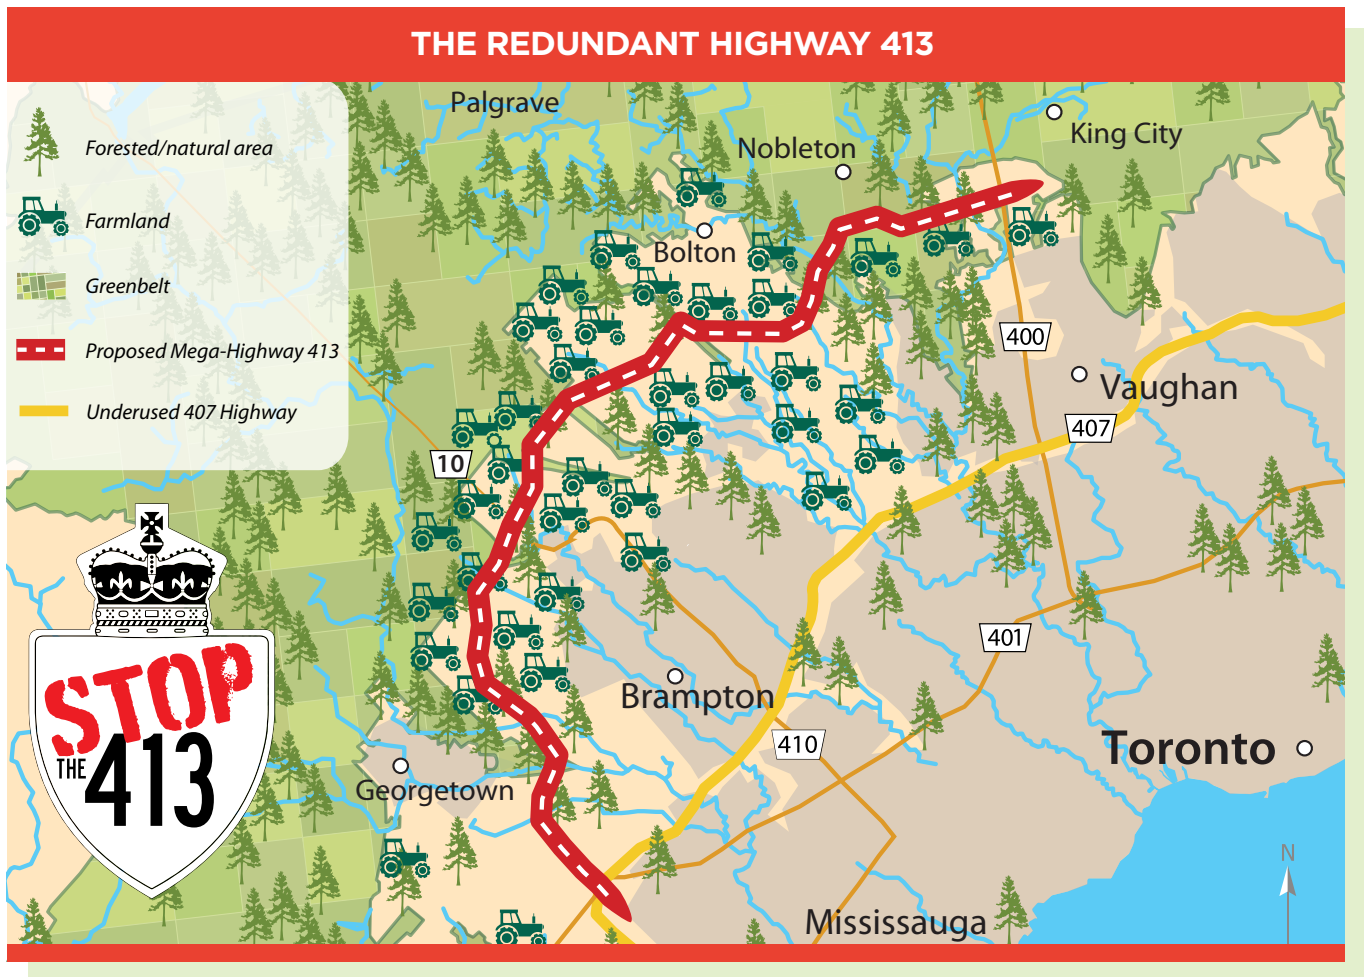 THE REDUNDANT HIGHWAY 413
Forested/natural area
Farmland
Greenbelt
Proposed Mega-Highway 413
Underused 407 Highway
Palgrave
Nobleton
King City
Bolton
400
Vaughan
407
10
401
Brampton
410
Toronto
Georgetown
Mississauga
N
STOP
THE
413